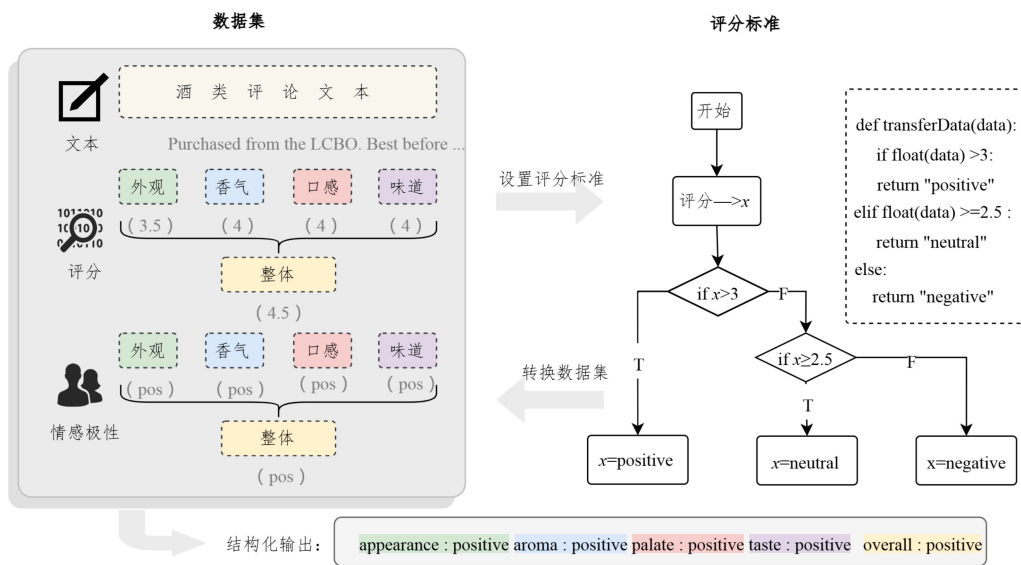 数据集
评分标准
酒类评论文本
文本
Purchased from the LCBO. Best before ...
外观 香气 口感 味道
(3.5) (4) (4) (4)
评分
整体
(4.5)
外观 香气 口感 味道
(pos) (pos) (pos) (pos)
情感极性
整体
(pos)
设置评分标准
转换数据集
开始
评分—>x
if x>3
F
T
if x≥2.5
F
T
x=positive
x=neutral
x=negative
def transferData(data):
if float(data) >3:
return "positive"
elif float(data) >=2.5 :
return "neutral"
else:
return "negative"
结构化输出：
appearance : positive aroma : positive palate : positive taste : positive overall : positive